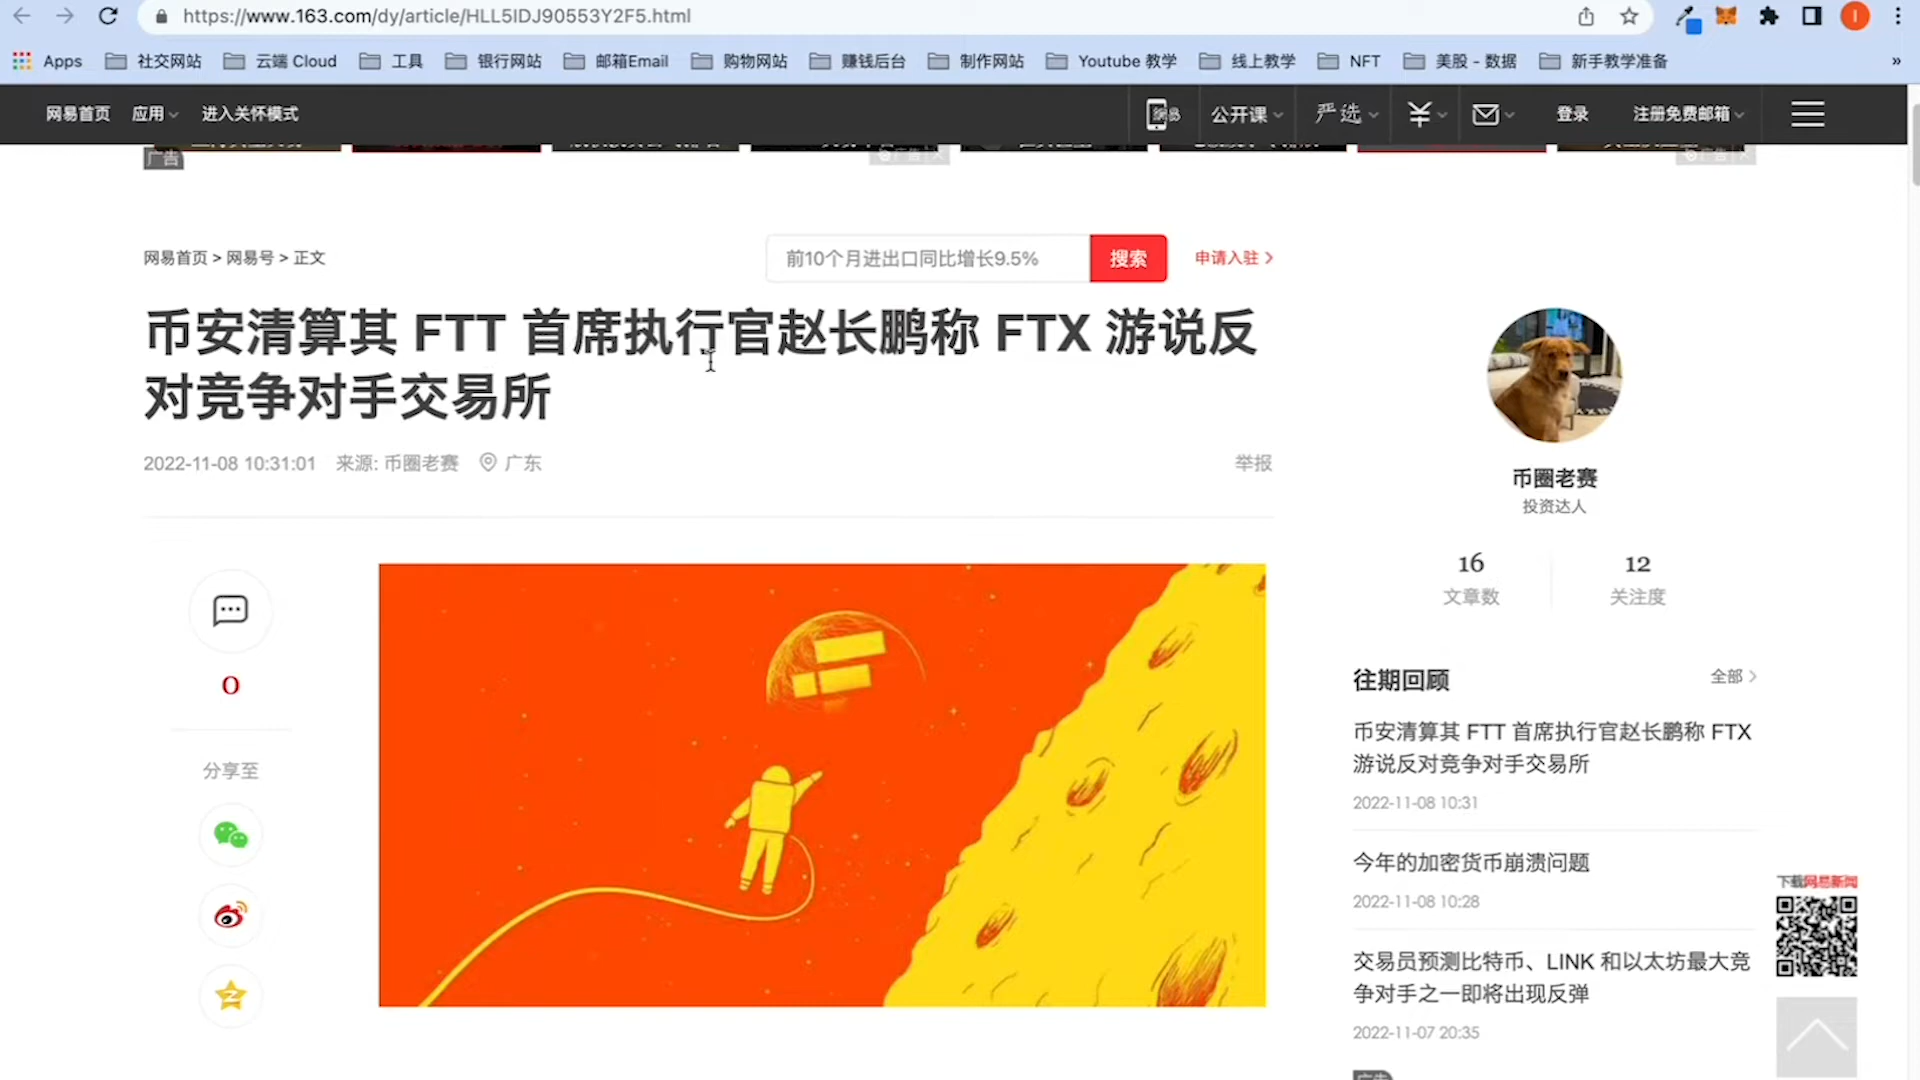 https://www.163.com/dy/article/HLL5IDJ90553Y2F5.html
Apps 社交网站 云端 Cloud 工具 银行网站 邮箱Email 购物网站 赚钱后台 制作网站 Youtube 教学 线上教学 NFT 美股 - 数据 新手教学准备 »
网易首页 应用 进入关怀模式 公开课 严选 登录 注册免费邮箱
广告
网易首页 > 网易号 > 正文
前10个月进出口同比增长9.5% 搜索 申请入驻 >
币安清算其 FTT 首席执行官赵长鹏称 FTX 游说反
对竞争对手交易所
2022-11-08 10:31:01 来源: 币圈老赛 广东 举报
0
分享至
币圈老赛
投资达人
16 12
文章数 关注度
往期回顾 全部 >
币安清算其 FTT 首席执行官赵长鹏称 FTX
游说反对竞争对手交易所
2022-11-08 10:31
今年的加密货币崩溃问题
2022-11-08 10:28
交易员预测比特币、LINK 和以太坊最大竞
争对手之一即将出现反弹
2022-11-07 20:35
下载网易新闻